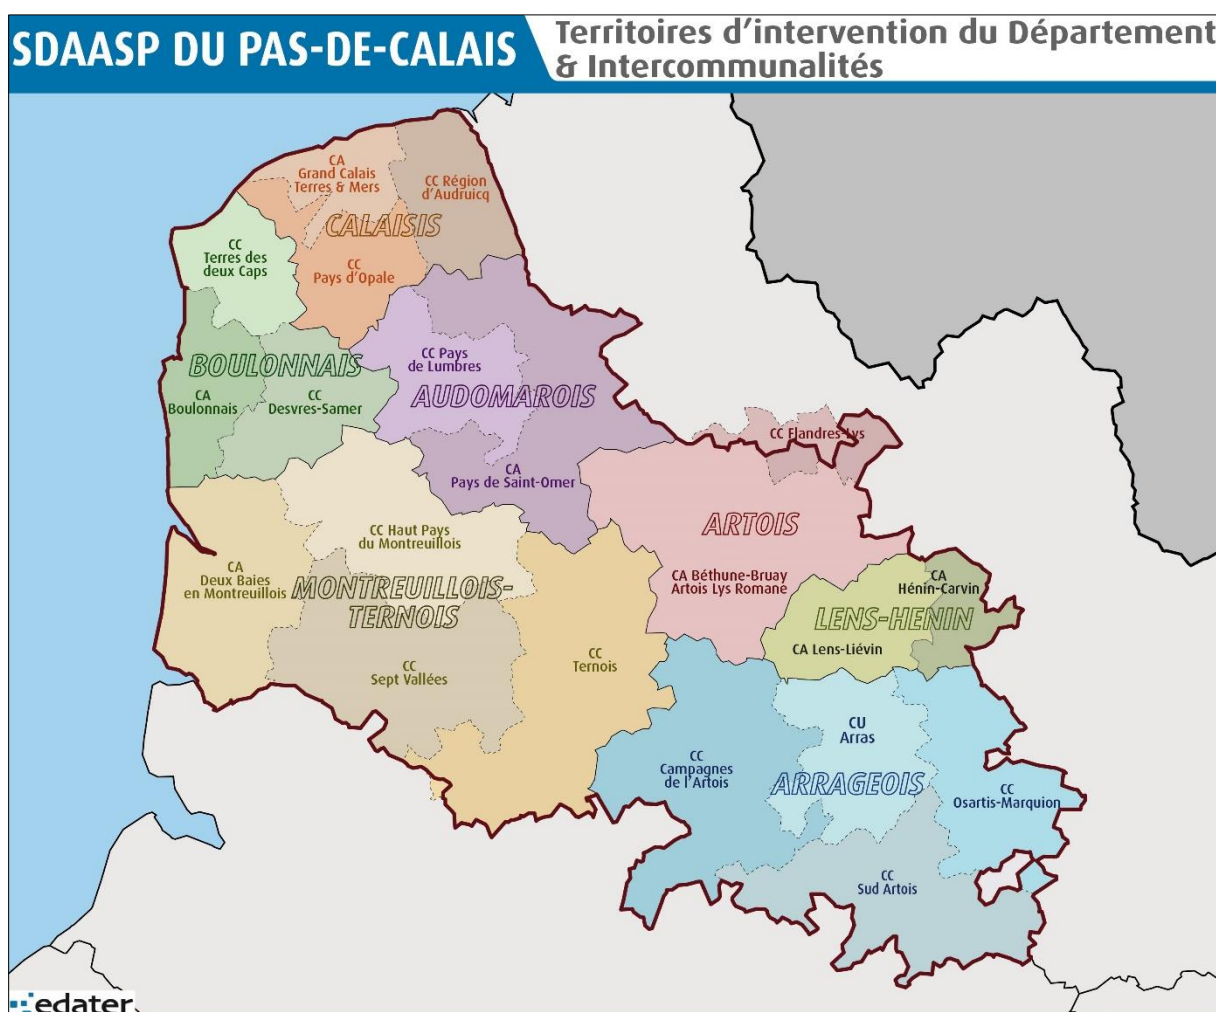 SDAASP DU PAS-DE-CALAIS
Territoires d'intervention du Département
& Intercommunalités
CA
Grand Calais
Terres & Mers
CC Région
d'Audruicq
CALAISIS
CC
Terres des
deux Caps
CC
Pays d'Opale
BOULONNAIS
CC Pays
de Lumbres
AUDOMAROIS
CA
Boulonnais
CC
Desvres-Samer
CC Flandres-Lys
CA
Pays de Saint-Omer
ARTOIS
CC Haut Pays
du Montreuillois
CA
Deux Baies
en Montreuillois
MONTREUILLOIS-
TERNOIS
CA Béthune-Bruay
Artois Lys Romane
CA
Hénin-Carvin
LENS-HENIN
CA Lens-Liévin
CC
Sept Vallées
CC
Ternois
CU
Arras
CC
Campagnes
de l'Artois
ARRAGEOIS
CC
Osartis-Marquion
CC
Sud Artois
edater